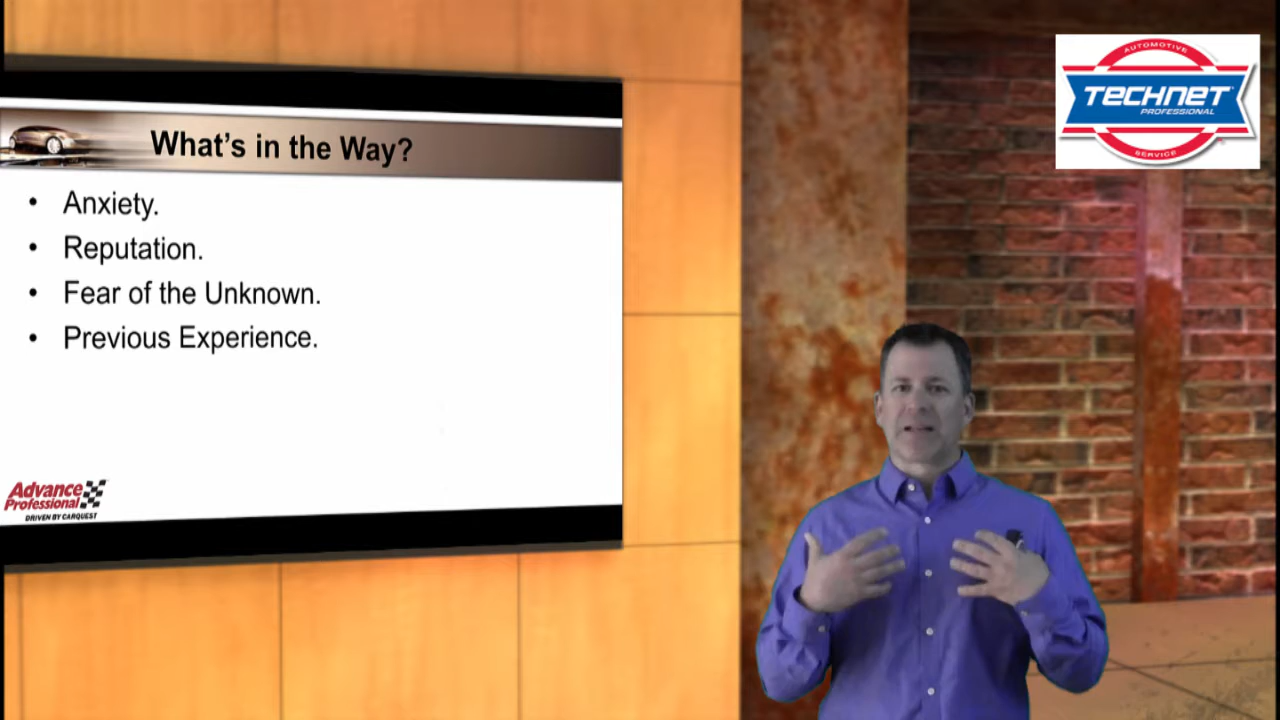 What's in the Way?
• Anxiety.
• Reputation.
• Fear of the Unknown.
• Previous Experience.
Advance
Professional
DRIVEN BY CARQUEST
AUTOMOTIVE
TECHNET
PROFESSIONAL
SERVICE